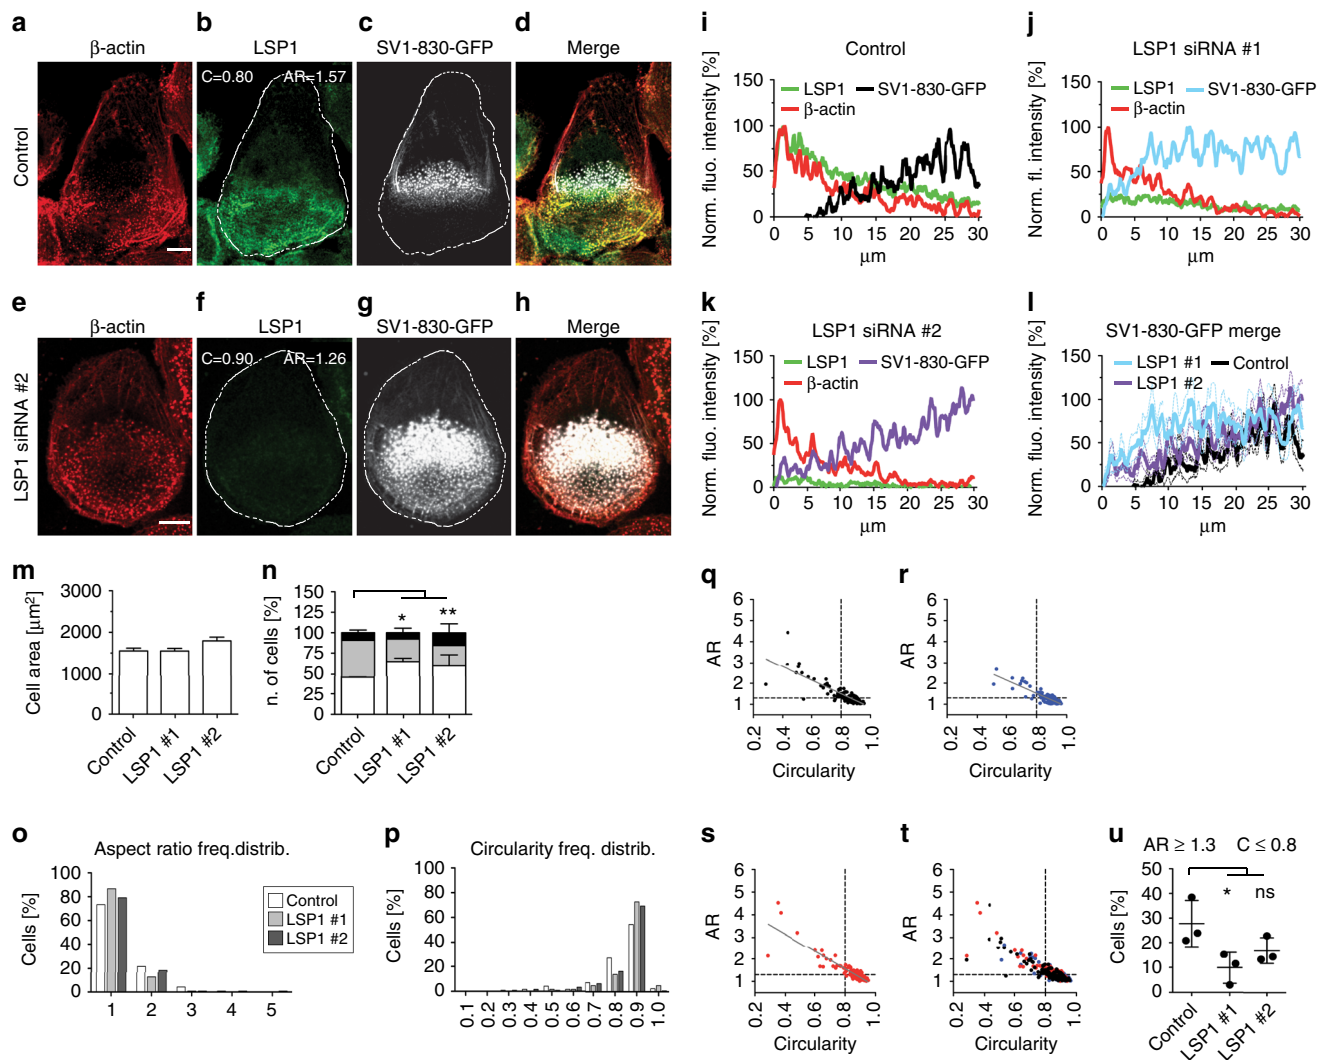 a b c d
β-actin LSP1 SV1-830-GFP Merge
Control
C=0.80 AR=1.57
e f g h
β-actin LSP1 SV1-830-GFP Merge
LSP1 siRNA #2
C=0.90 AR=1.26
i
Control
Norm. fluo. intensity [%]
150
100
50
0
LSP1 SV1-830-GFP
β-actin
0 5 10 15 20 25 30
μm
j
LSP1 siRNA #1
Norm. fl. intensity [%]
150
100
50
0
LSP1 SV1-830-GFP
β-actin
0 5 10 15 20 25 30
μm
k
LSP1 siRNA #2
Norm. fluo. intensity [%]
150
100
50
0
LSP1 SV1-830-GFP
β-actin
0 5 10 15 20 25 30
μm
l
SV1-830-GFP merge
Norm. fluo. intensity [%]
150
100
50
0
LSP1 #1 Control
LSP1 #2
0 5 10 15 20 25 30
μm
m
Cell area [μm²]
3000
2000
1000
0
Control LSP1 #1 LSP1 #2
n
n. of cells [%]
150
125
100
75
50
25
0
* **
Control LSP1 #1 LSP1 #2
o
Aspect ratio freq.distrib.
Cells [%]
100
80
60
40
20
0
1 2 3 4 5
Control
LSP1 #1
LSP1 #2
p
Circularity freq. distrib.
Cells [%]
100
80
60
40
20
0
0.1 0.2 0.3 0.4 0.5 0.6 0.7 0.8 0.9 1.0
q
AR
6
5
4
3
2
1
0.2 0.4 0.6 0.8 1.0
Circularity
r
AR
6
5
4
3
2
1
0.2 0.4 0.6 0.8 1.0
Circularity
s
AR
6
5
4
3
2
1
0.2 0.4 0.6 0.8 1.0
Circularity
t
AR
6
5
4
3
2
1
0.2 0.4 0.6 0.8 1.0
Circularity
u
AR ≥ 1.3 C ≤ 0.8
Cells [%]
50
40
30
20
10
0
* ns
Control LSP1 #1 LSP1 #2